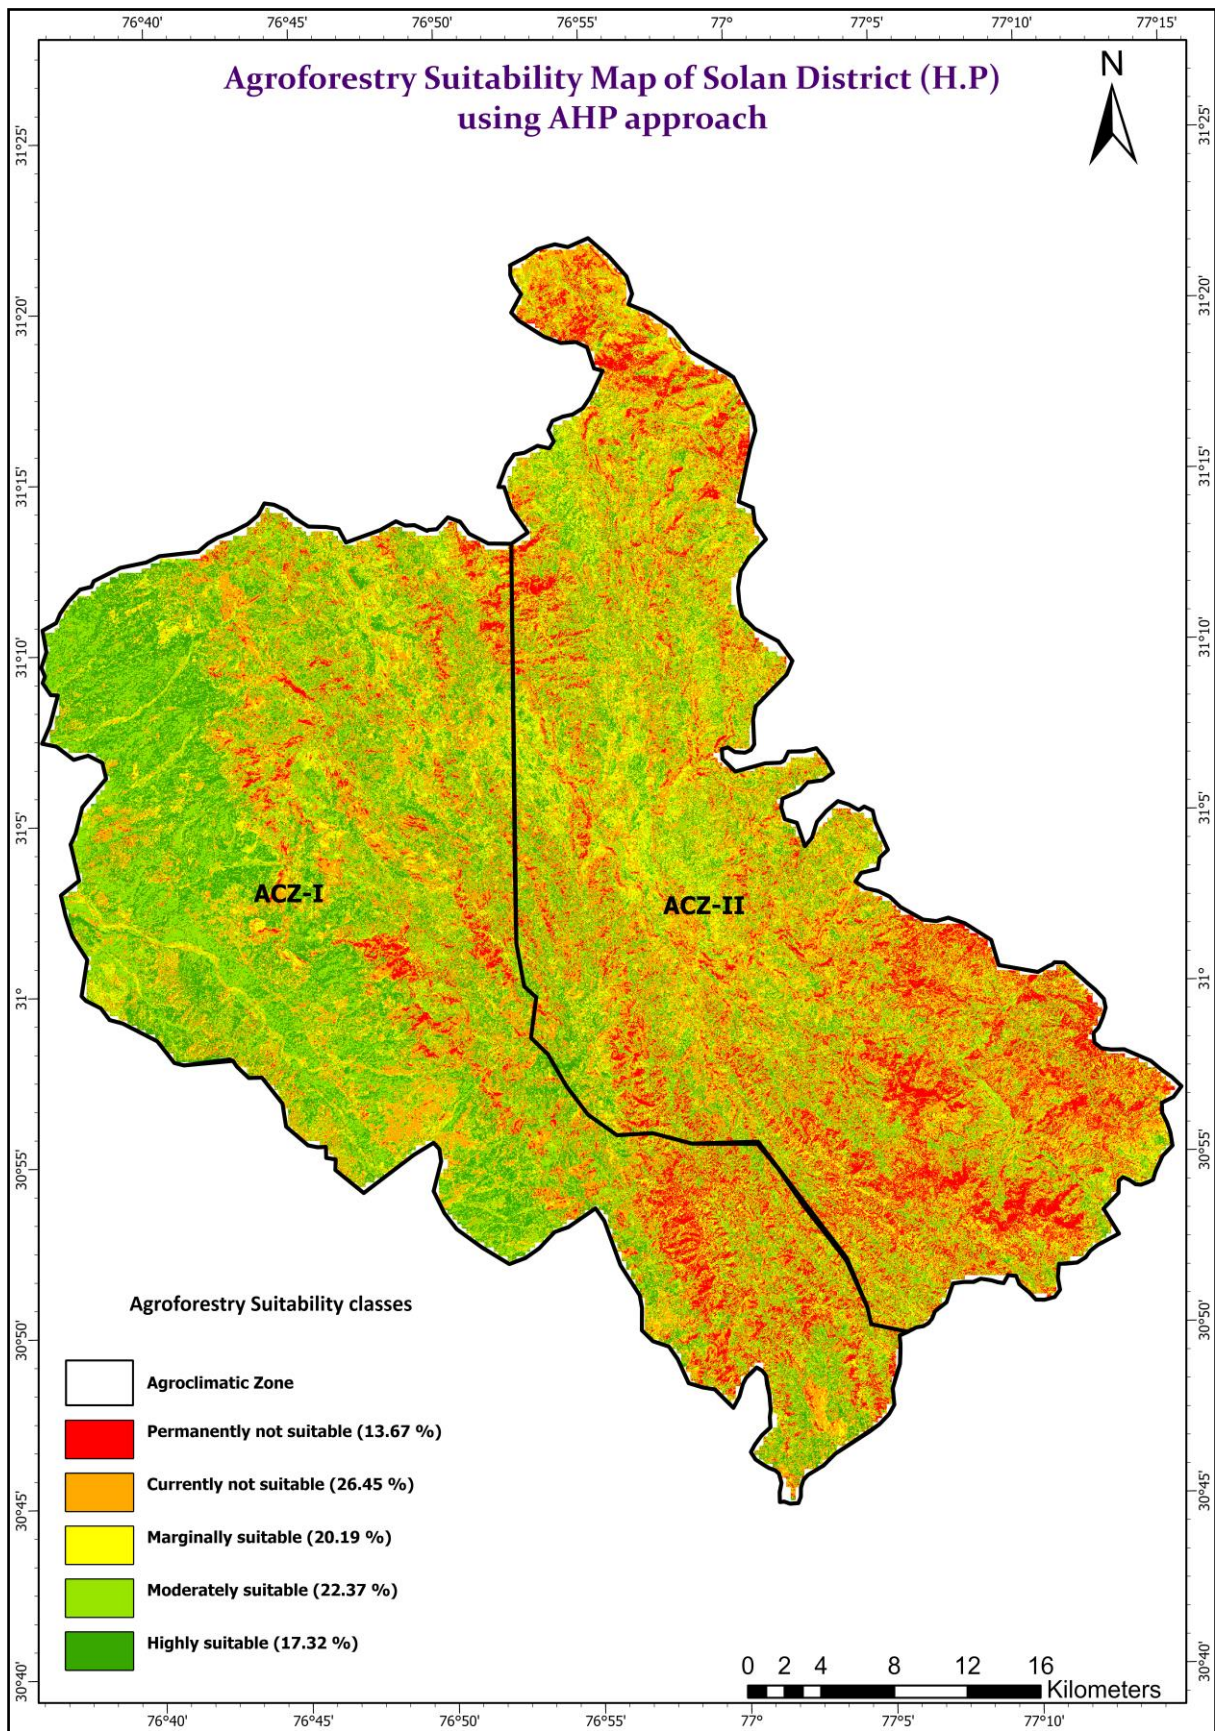 76°40' 76°45' 76°50' 76°55' 77° 77°5' 77°10' 77°15'
Agroforestry Suitability Map of Solan District (H.P)
using AHP approach
N
31°25' 31°25'
31°20' 31°20'
31°15' 31°15'
31°10' 31°10'
31°5' 31°5'
ACZ-I ACZ-II
31° 31°
30°55' 30°55'
Agroforestry Suitability classes
30°50' 30°50'
Agroclimatic Zone
Permanently not suitable (13.67 %)
Currently not suitable (26.45 %)
30°45' 30°45'
Marginally suitable (20.19 %)
Moderately suitable (22.37 %)
Highly suitable (17.32 %)
30°40' 30°40'
0 2 4 8 12 16
Kilometers
76°40' 76°45' 76°50' 76°55' 77° 77°5' 77°10'